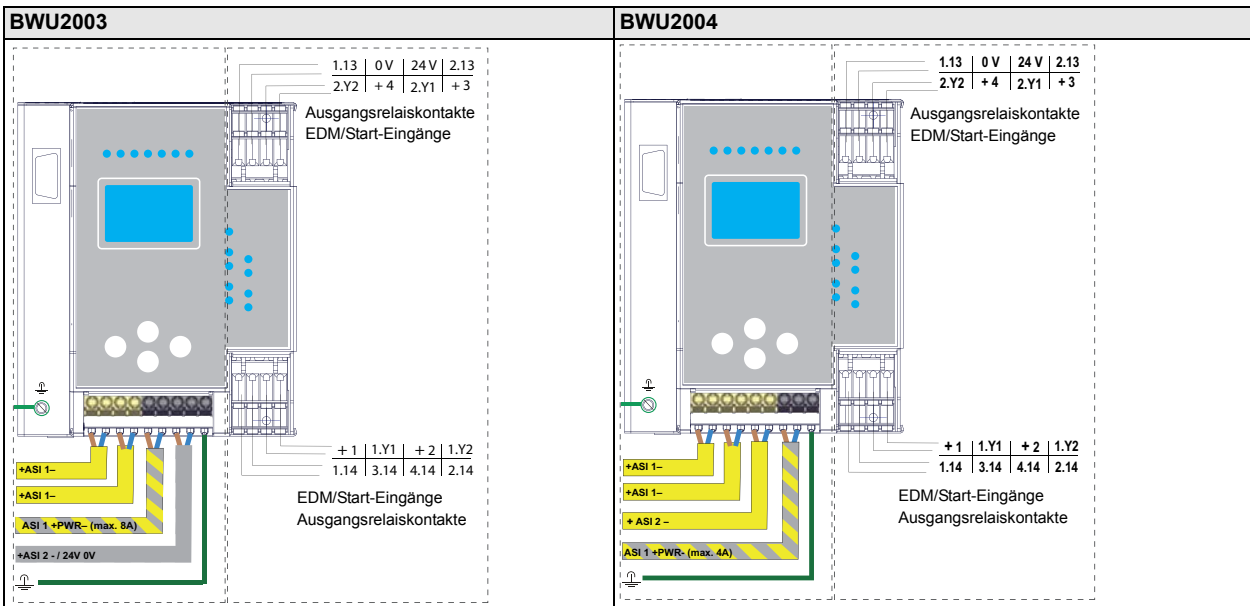 BWU2003
1.13 0 V 24 V 2.13
2.Y2 + 4 2.Y1 + 3
Ausgangsrelaiskontakte
EDM/Start-Eingänge
+ 1 1.Y1 + 2 1.Y2
1.14 3.14 4.14 2.14
EDM/Start-Eingänge
Ausgangsrelaiskontakte
+ASI 1–
+ASI 1–
ASI 1 +PWR– (max. 8A)
+ASI 2 - / 24V 0V
BWU2004
1.13 0 V 24 V 2.13
2.Y2 + 4 2.Y1 + 3
Ausgangsrelaiskontakte
EDM/Start-Eingänge
+ 1 1.Y1 + 2 1.Y2
1.14 3.14 4.14 2.14
EDM/Start-Eingänge
Ausgangsrelaiskontakte
+ASI 1–
+ASI 1–
+ ASI 2 –
ASI 1 +PWR- (max. 4A)